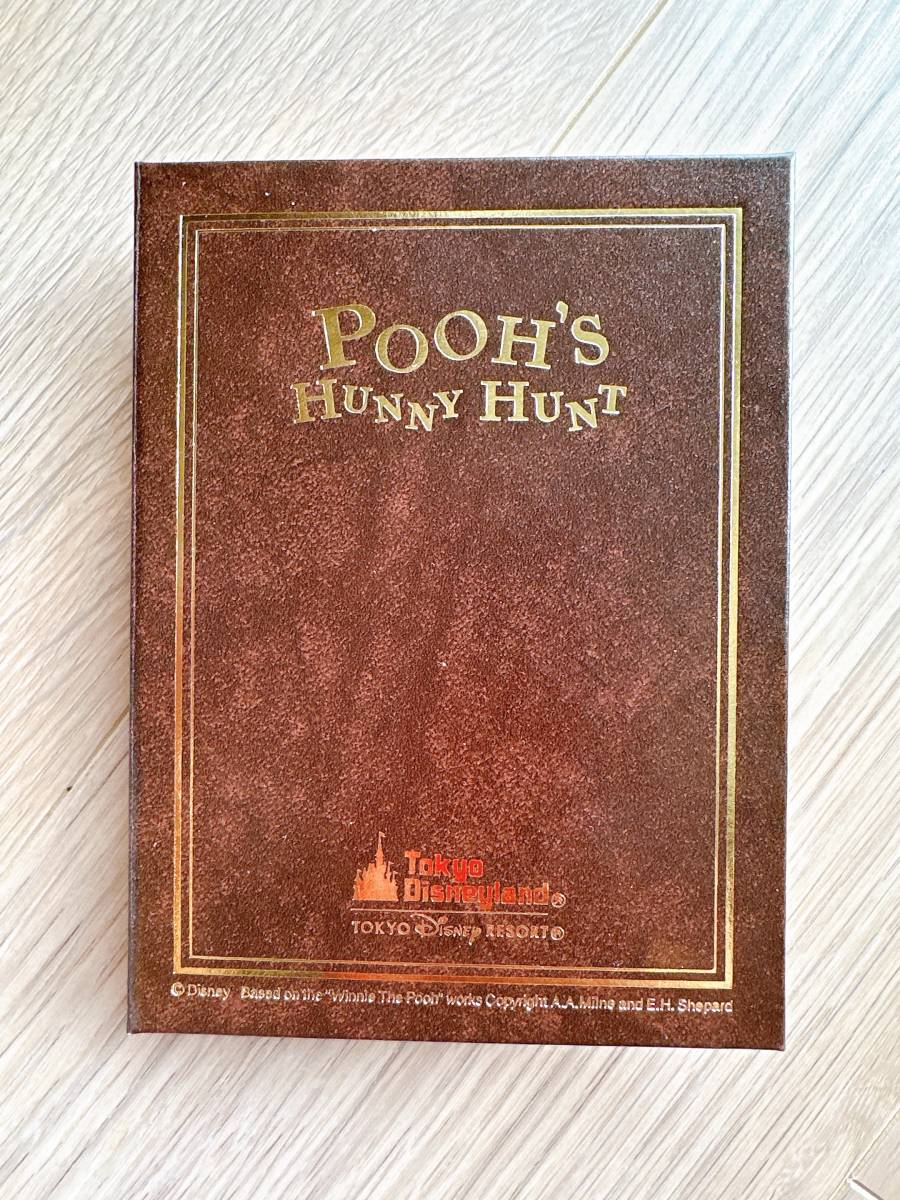 POOH'S
HUNNY HUNT
Tokyo
Disneyland®
TOKYO Disney RESORT®
© Disney Based on the "Winnie The Pooh" works Copyright A.A.Milne and E.H. Shepard